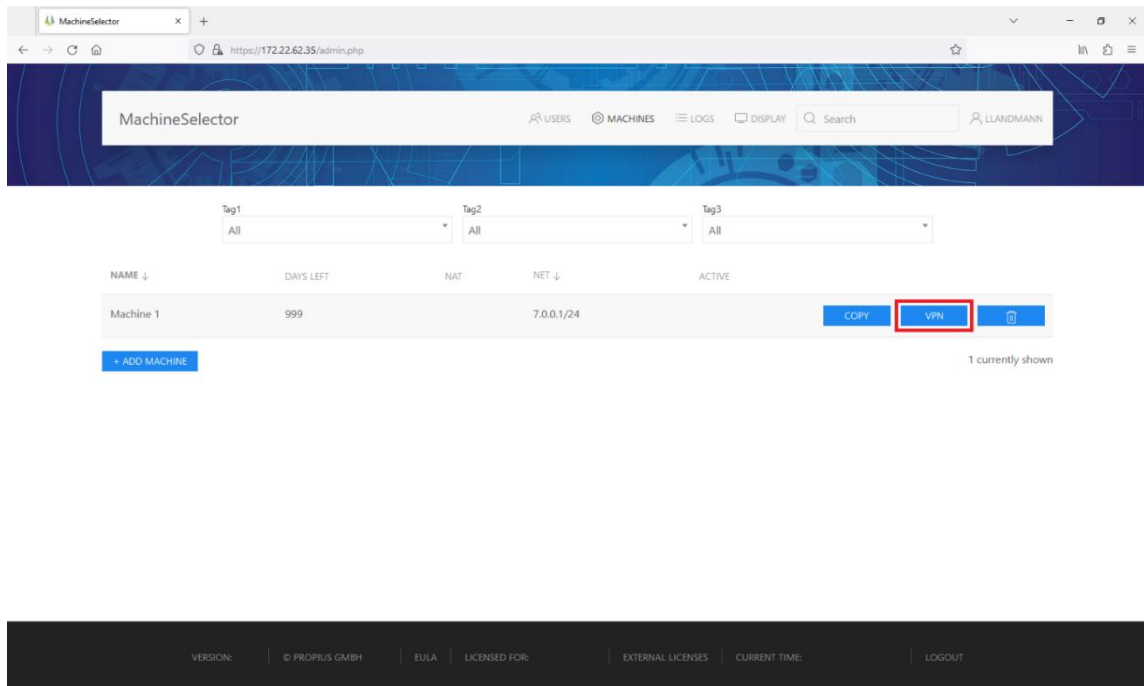 MachineSelector
https://172.22.62.35/admin.php
MachineSelector USERS MACHINES LOGS DISPLAY Search LLANDMANN
Tag1 Tag2 Tag3
All All All
NAME ↓ DAYS LEFT NAT NET ↓ ACTIVE
Machine 1 999 7.0.0.1/24 COPY VPN
+ ADD MACHINE 1 currently shown
VERSION: © PROPIUS GMBH EULA LICENSED FOR: EXTERNAL LICENSES CURRENT TIME: LOGOUT